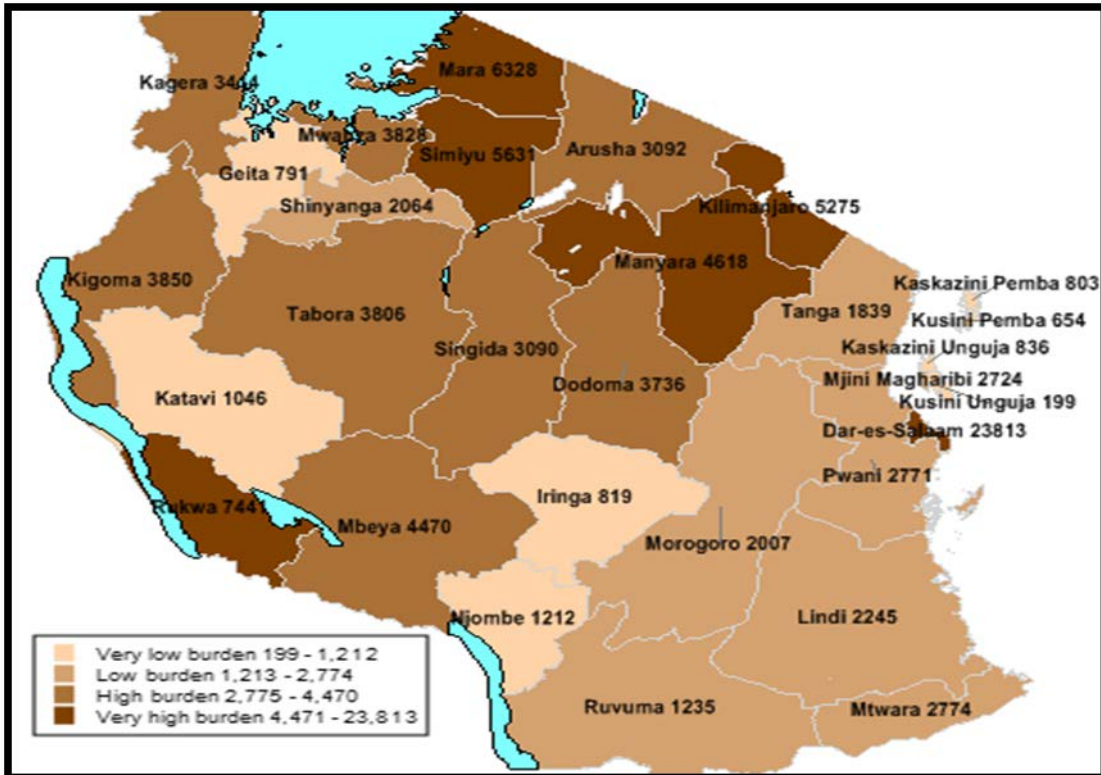 Mara 6328
Kagera 3444
Mwanza 3828
Simiyu 5631
Arusha 3092
Geita 791
Shinyanga 2064
Kilimanjaro 5275
Kigoma 3850
Manyara 4618
Kaskazini Pemba 803
Tabora 3806
Tanga 1839
Kusini Pemba 654
Singida 3090
Kaskazini Unguja 836
Dodoma 3736
Mjini Magharibi 2724
Katavi 1046
Kusini Unguja 199
Dar-es-Salaam 23813
Pwani 2771
Iringa 819
Rukwa 7441
Mbeya 4470
Morogoro 2007
Njombe 1212
Lindi 2245
Ruvuma 1235
Mtwara 2774
Very low burden 199 - 1,212
Low burden 1,213 - 2,774
High burden 2,775 - 4,470
Very high burden 4,471 - 23,813